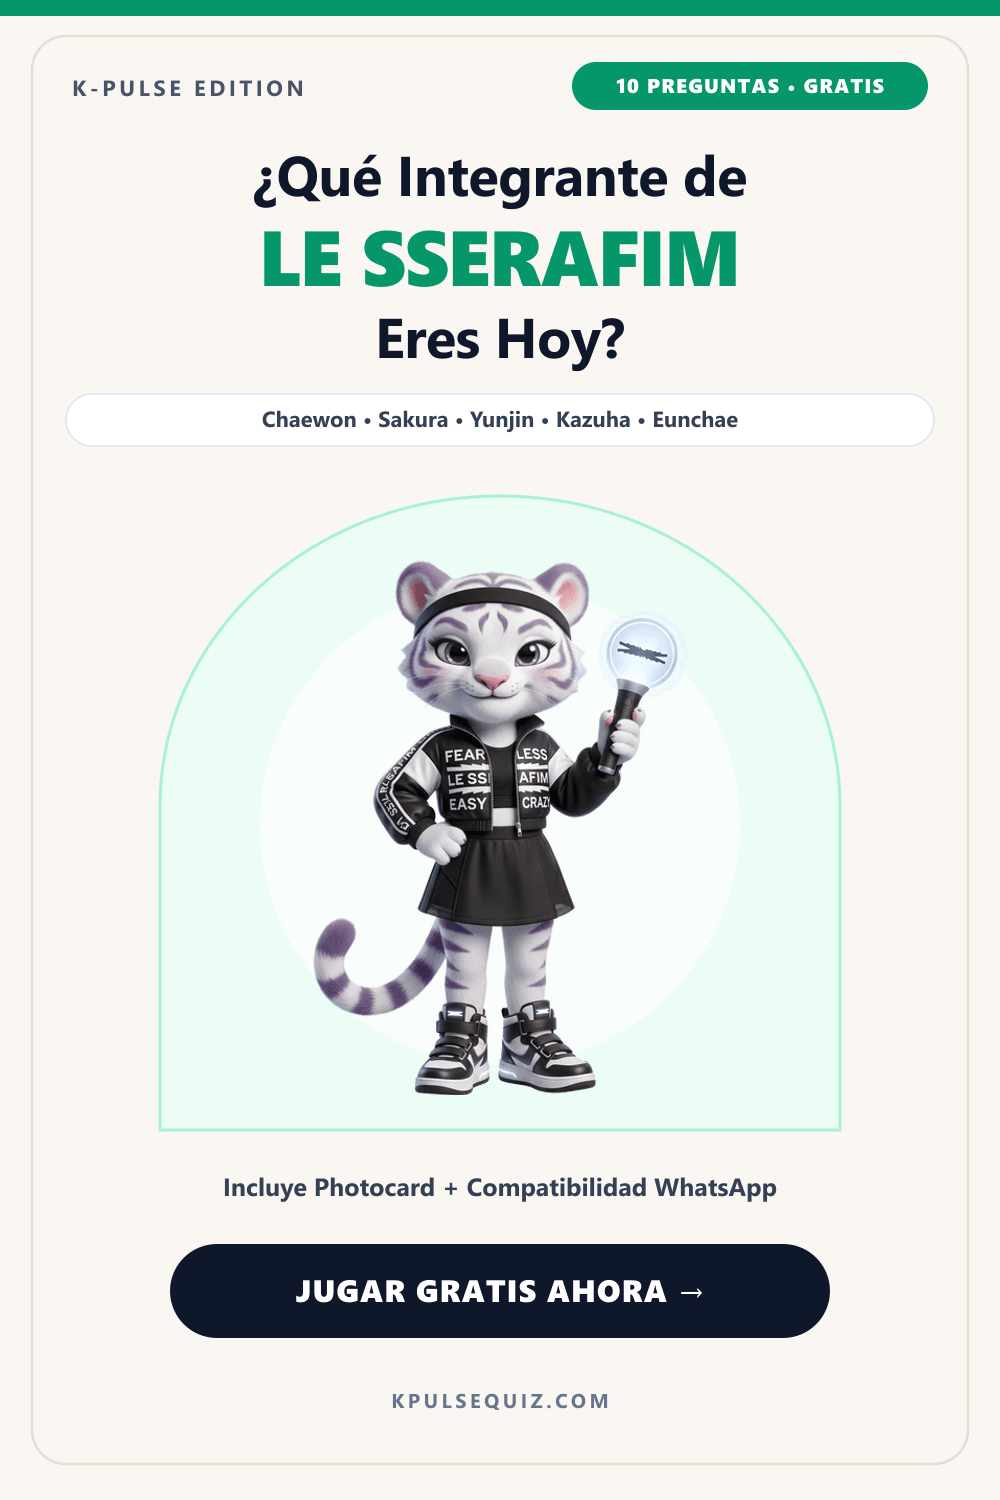 K-PULSE EDITION
10 PREGUNTAS • GRATIS
¿Qué Integrante de
LE SSERAFIM
Eres Hoy?
Chaewon • Sakura • Yunjin • Kazuha • Eunchae
FEAR LESS
LE SS AFIM
EASY CRAZY
Incluye Photocard + Compatibilidad WhatsApp
JUGAR GRATIS AHORA →
KPULSEQUIZ.COM